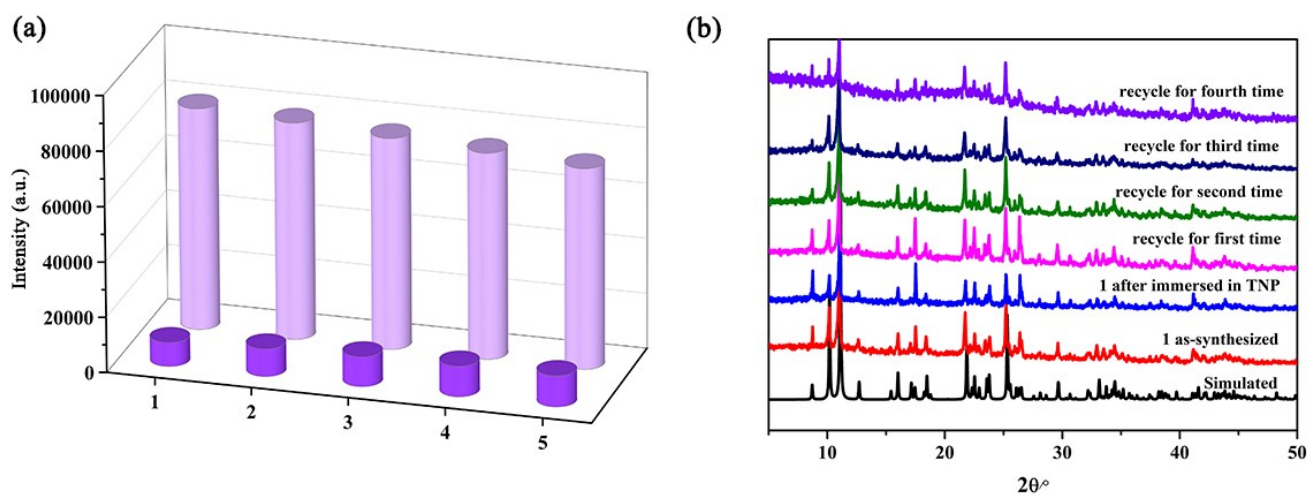 (a)
100000
80000
60000
40000
20000
0
Intensity (a.u.)
1
2
3
4
5
(b)
recycle for fourth time
recycle for third time
recycle for second time
recycle for first time
1 after immersed in TNP
1 as-synthesized
Simulated
10
20
30
40
50
2θ/°